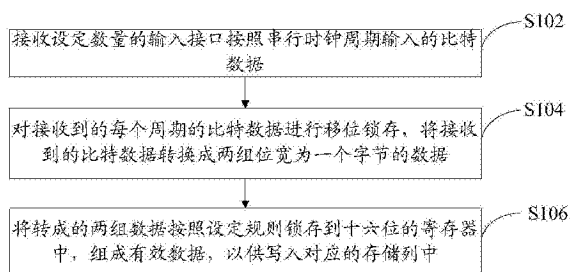 S102
接收设定数量的输入接口按照串行时钟周期输入的比特
数据
S104
对接收到的每个周期的比特数据进行移位锁存，将接收
到的比特数据转换成两组位宽为一个字节的数据
S106
将转成的两组数据按照设定规则锁存到十六位的寄存器
中，组成有效数据，以供写入对应的存储列中